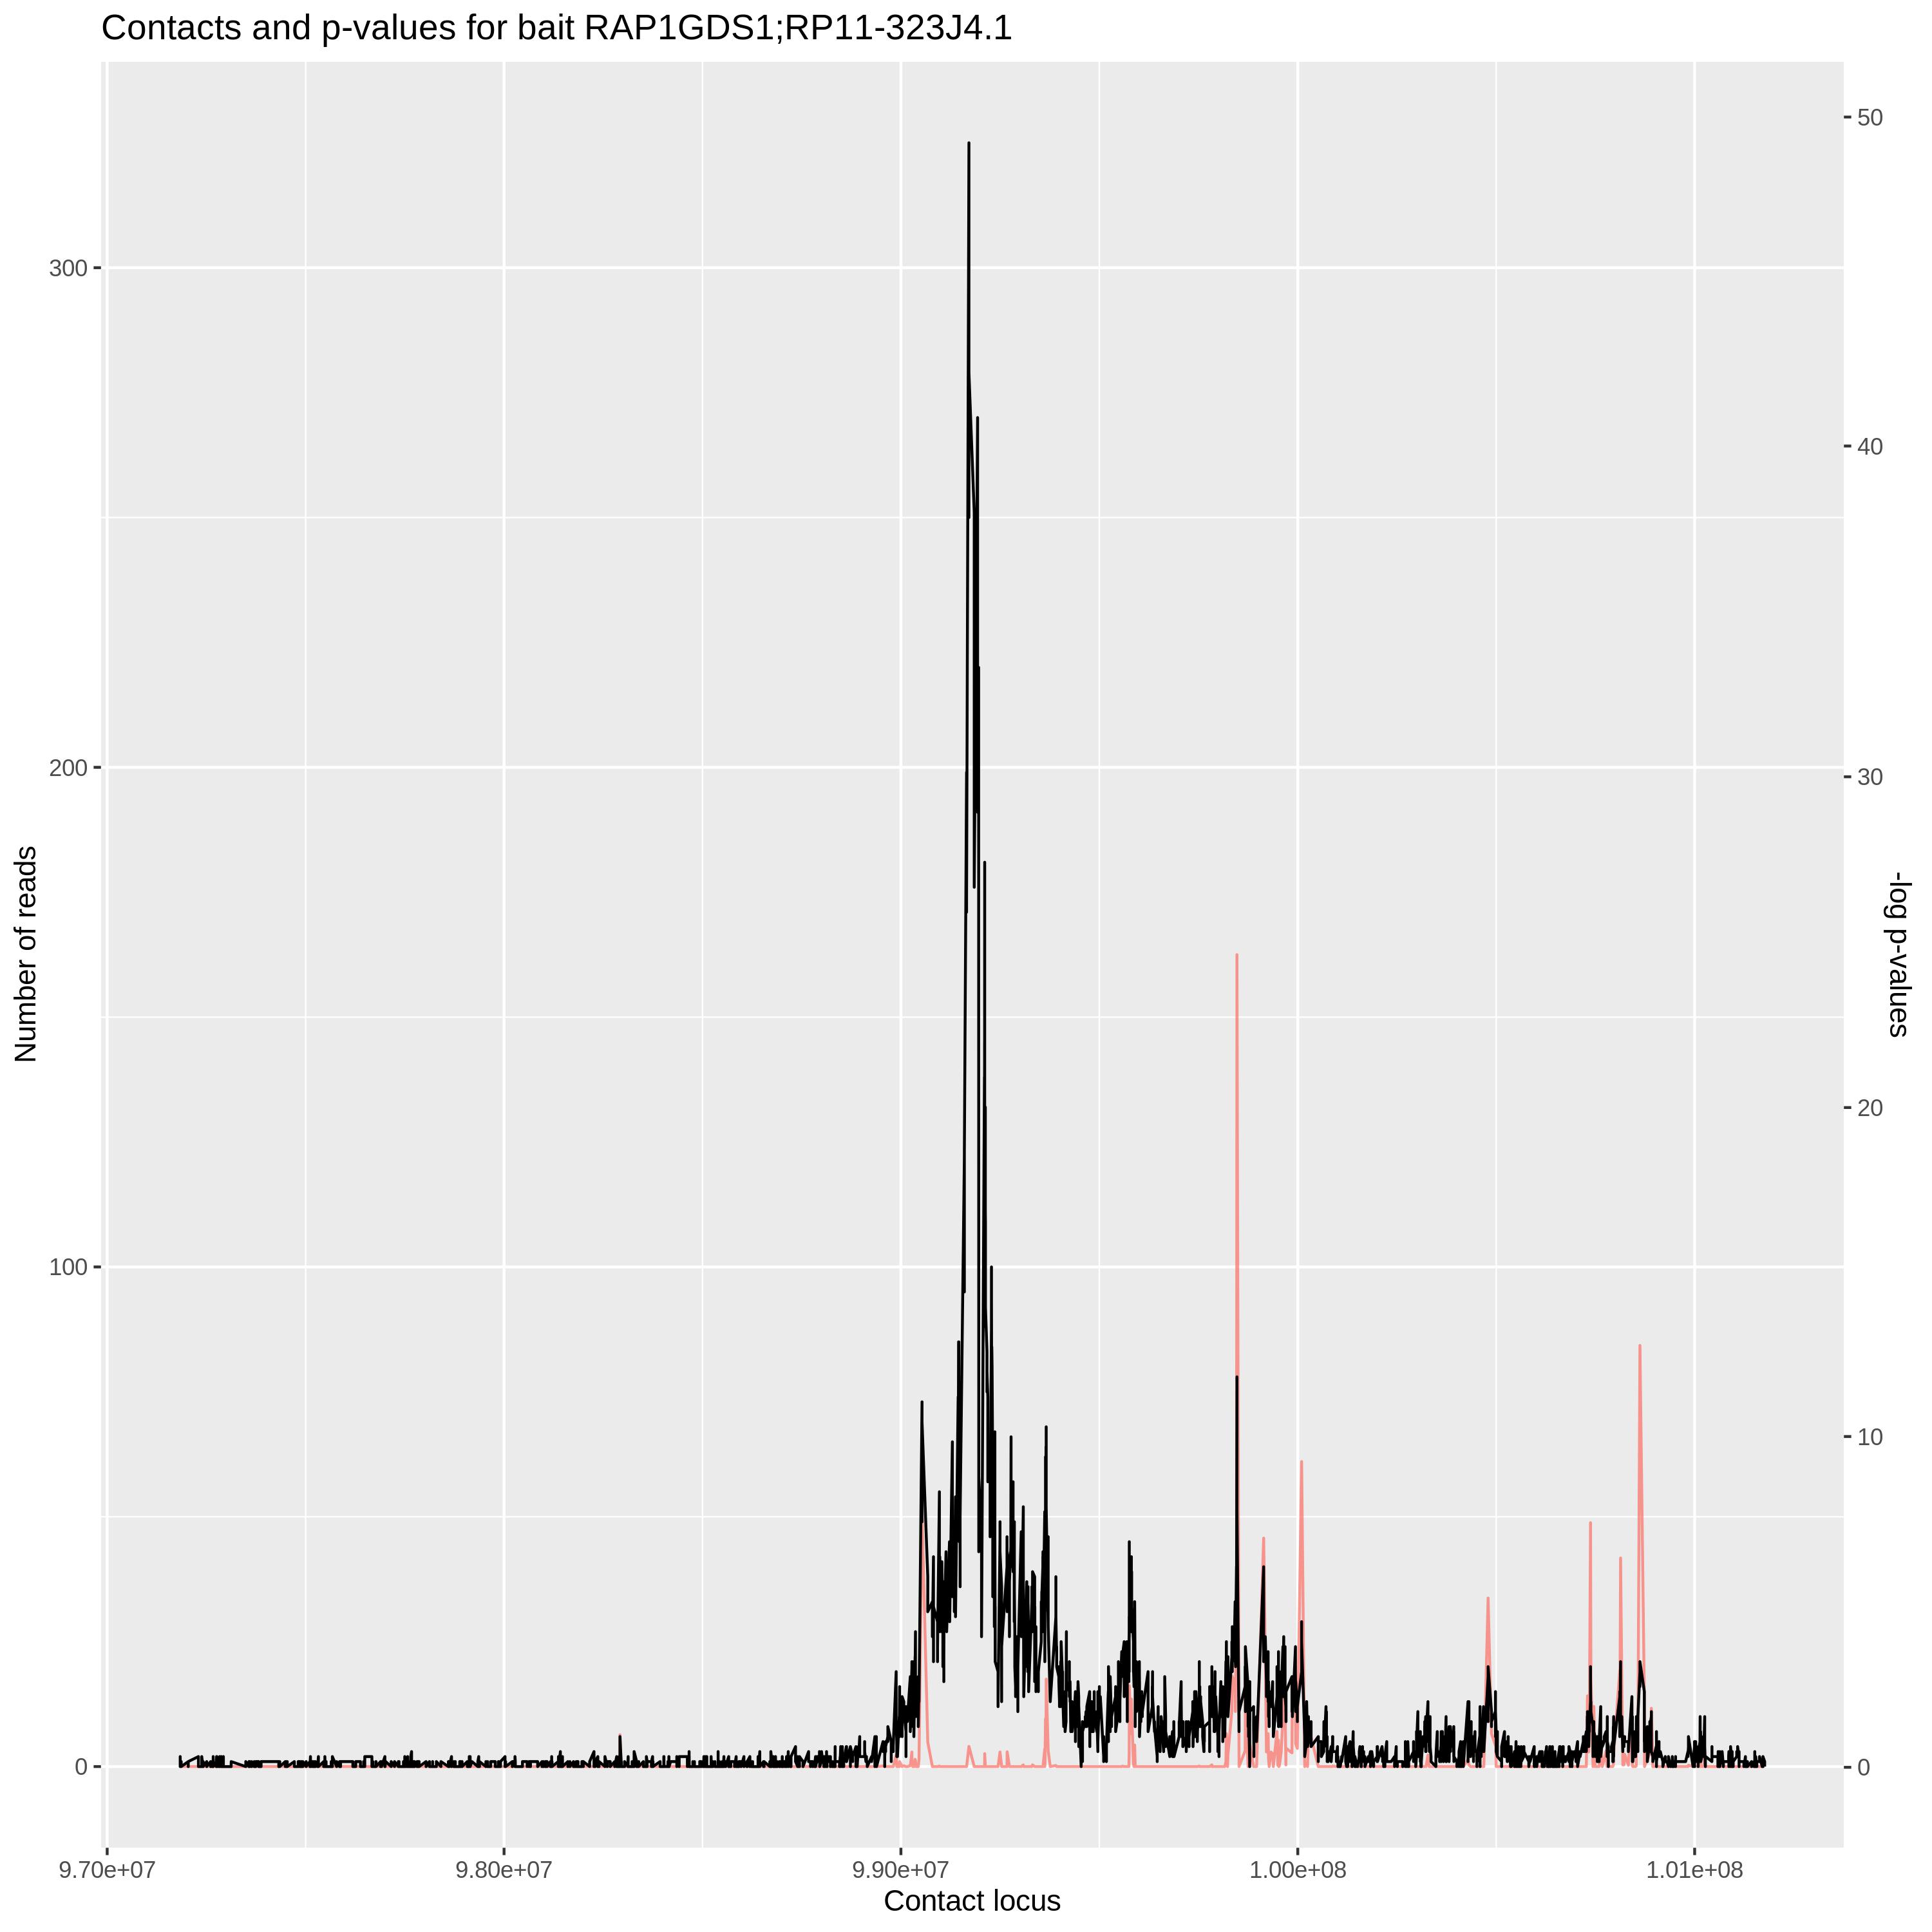 Contacts and p-values for bait RAP1GDS1;RP11-323J4.1
Number of reads
300
200
100
0
50
40
30
20
10
0
-log p-values
9.70e+07 9.80e+07 9.90e+07 1.00e+08 1.01e+08
Contact locus